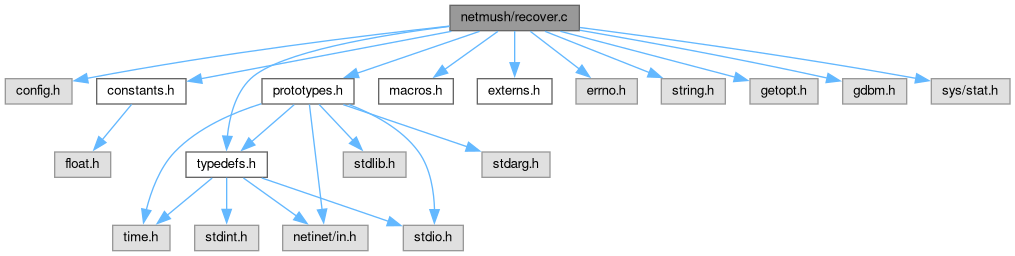 netmush/recover.c
config.h
constants.h
prototypes.h
macros.h
externs.h
errno.h
string.h
getopt.h
gdbm.h
sys/stat.h
float.h
typedefs.h
stdlib.h
stdarg.h
time.h
stdint.h
netinet/in.h
stdio.h